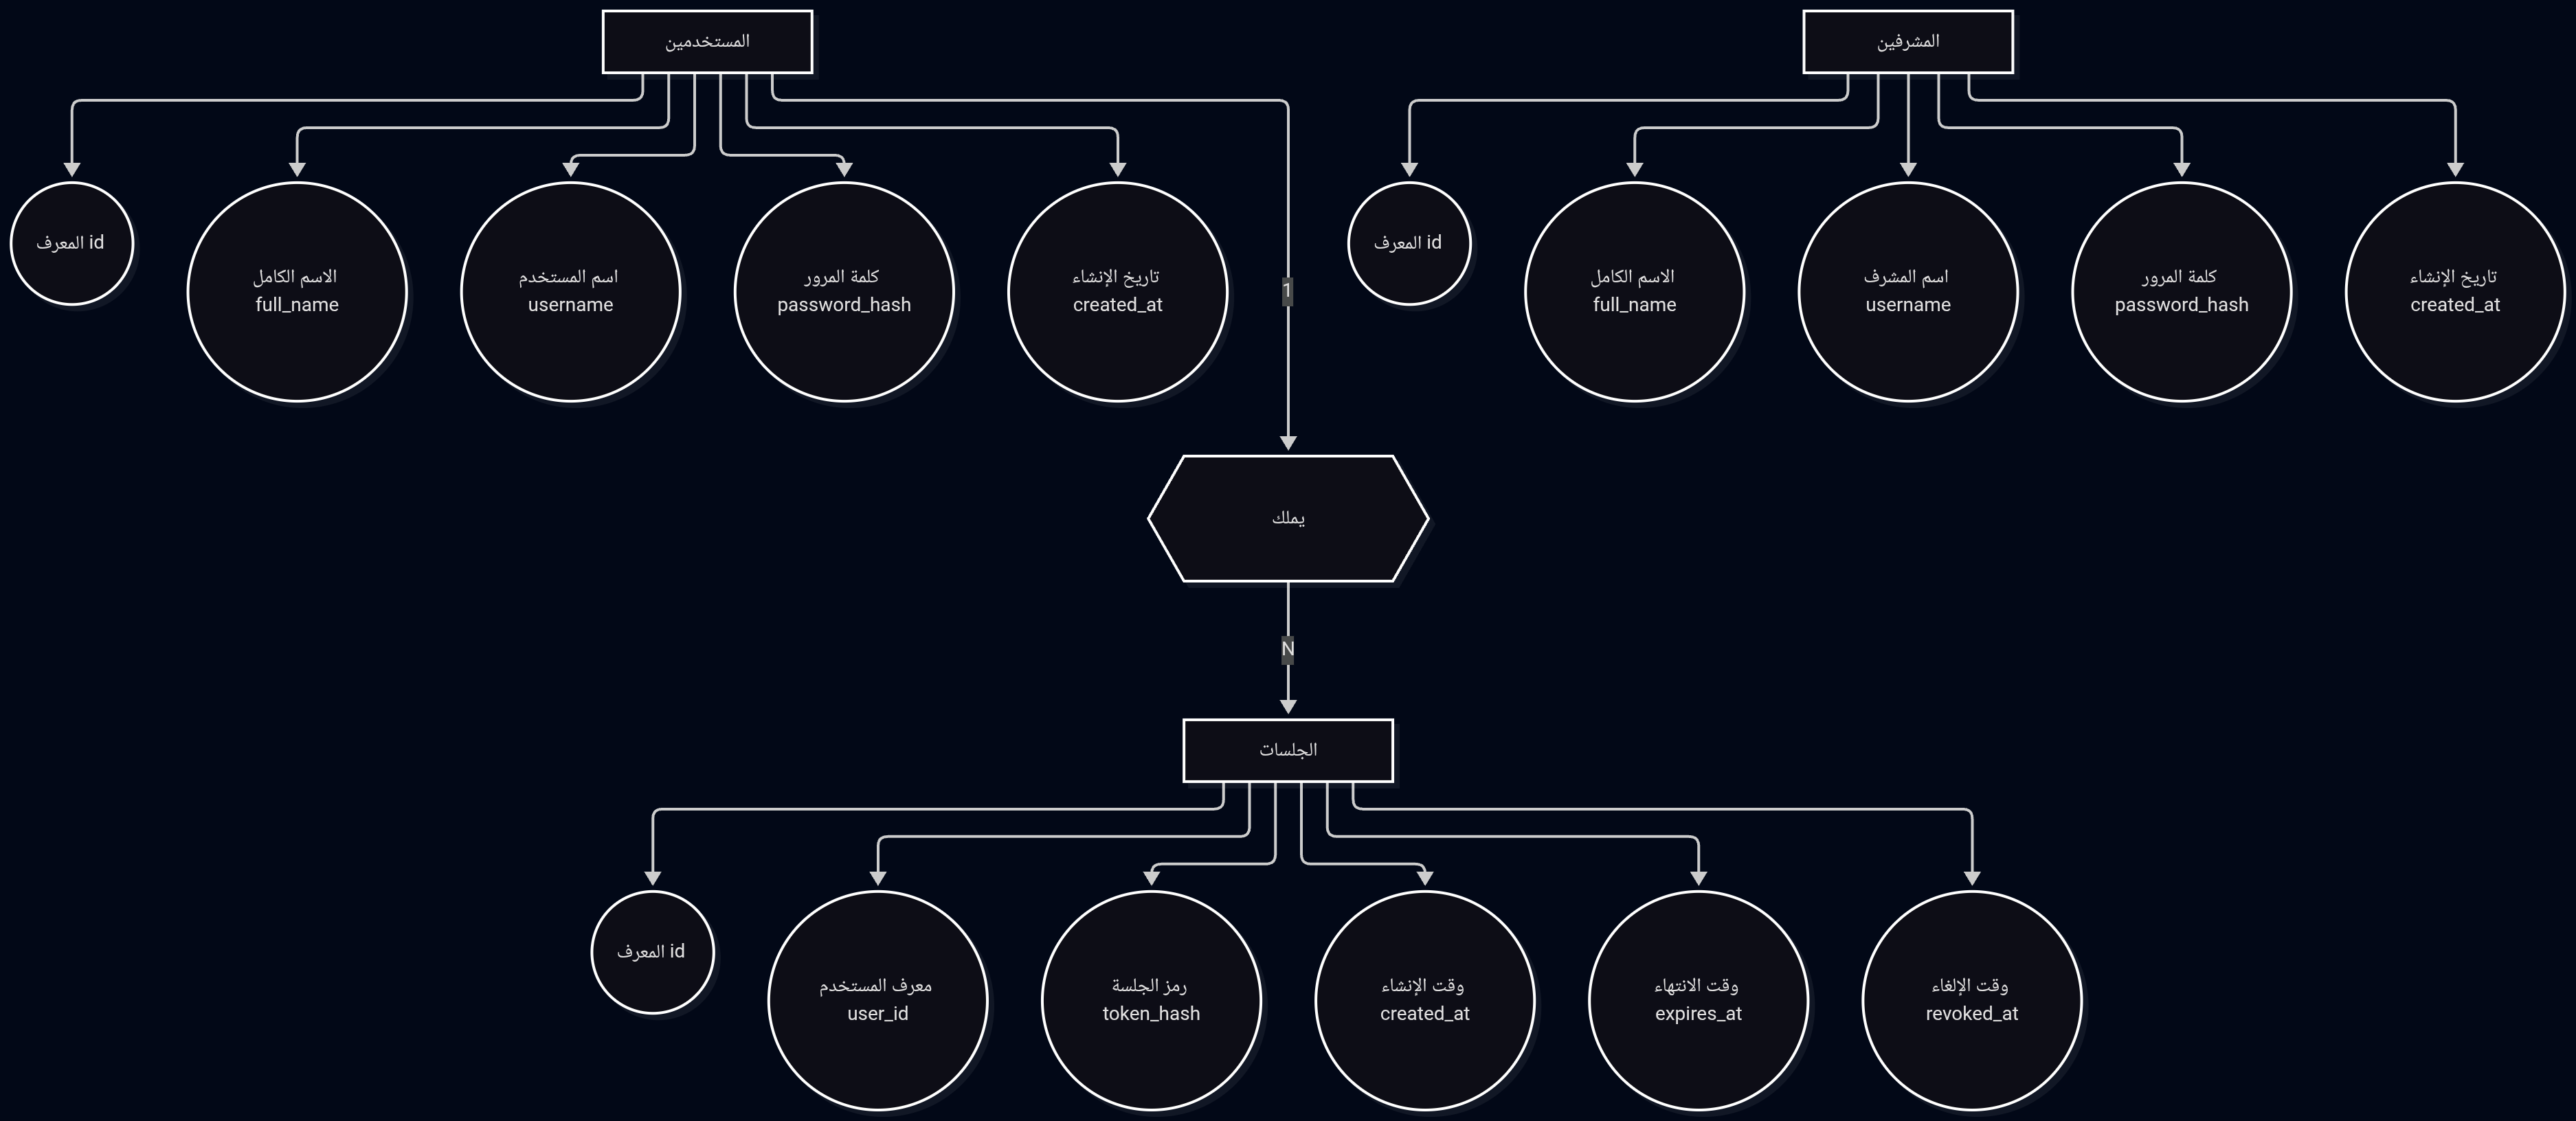 المستخدمين
المشرفين
المعرف id
الاسم الكامل
full_name
اسم المستخدم
username
كلمة المرور
password_hash
تاريخ الإنشاء
created_at
1
المعرف id
الاسم الكامل
full_name
اسم المشرف
username
كلمة المرور
password_hash
تاريخ الإنشاء
created_at
يملك
N
الجلسات
المعرف id
معرف المستخدم
user_id
رمز الجلسة
token_hash
وقت الإنشاء
created_at
وقت الانتهاء
expires_at
وقت الإلغاء
revoked_at